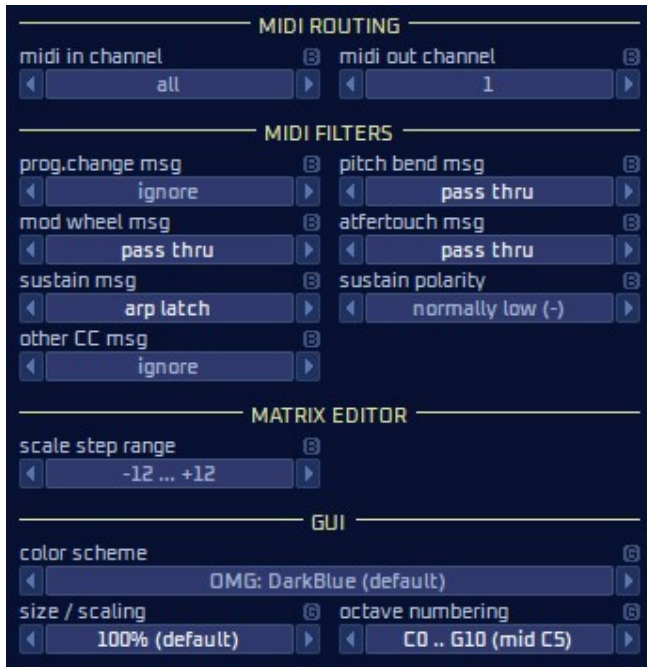 MIDI ROUTING
midi in channel B midi out channel B
all 1
MIDI FILTERS
prog.change msg B pitch bend msg B
ignore pass thru
mod wheel msg B atfertouch msg B
pass thru pass thru
sustain msg B sustain polarity B
arp latch normally low (-)
other CC msg B
ignore
MATRIX EDITOR
scale step range B
-12 ... +12
GUI
color scheme G
OMG: DarkBlue (default)
size / scaling G octave numbering G
100% (default) C0 .. G10 (mid C5)